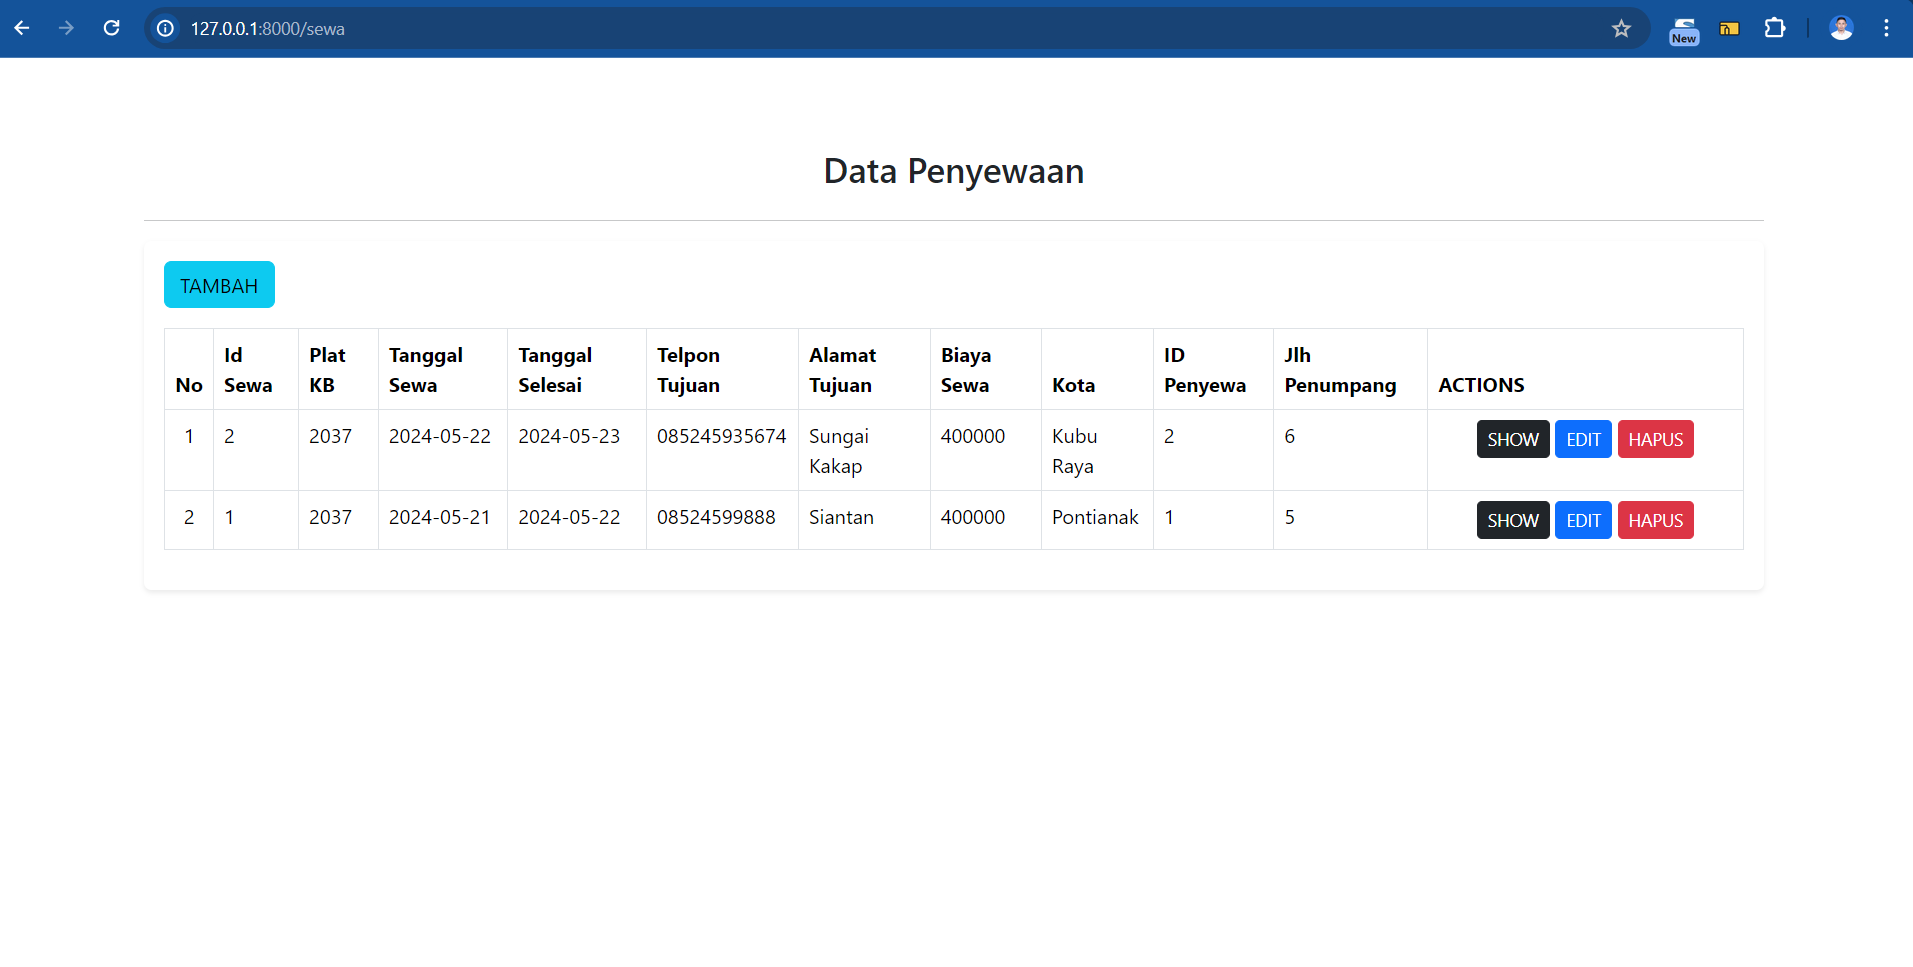 127.0.0.1:8000/sewa
New
Data Penyewaan
TAMBAH
No Id Sewa Plat KB Tanggal Sewa Tanggal Selesai Telpon Tujuan Alamat Tujuan Biaya Sewa Kota ID Penyewa Jlh Penumpang ACTIONS
1 2 2037 2024-05-22 2024-05-23 085245935674 Sungai Kakap 400000 Kubu Raya 2 6 SHOW EDIT HAPUS
2 1 2037 2024-05-21 2024-05-22 08524599888 Siantan 400000 Pontianak 1 5 SHOW EDIT HAPUS